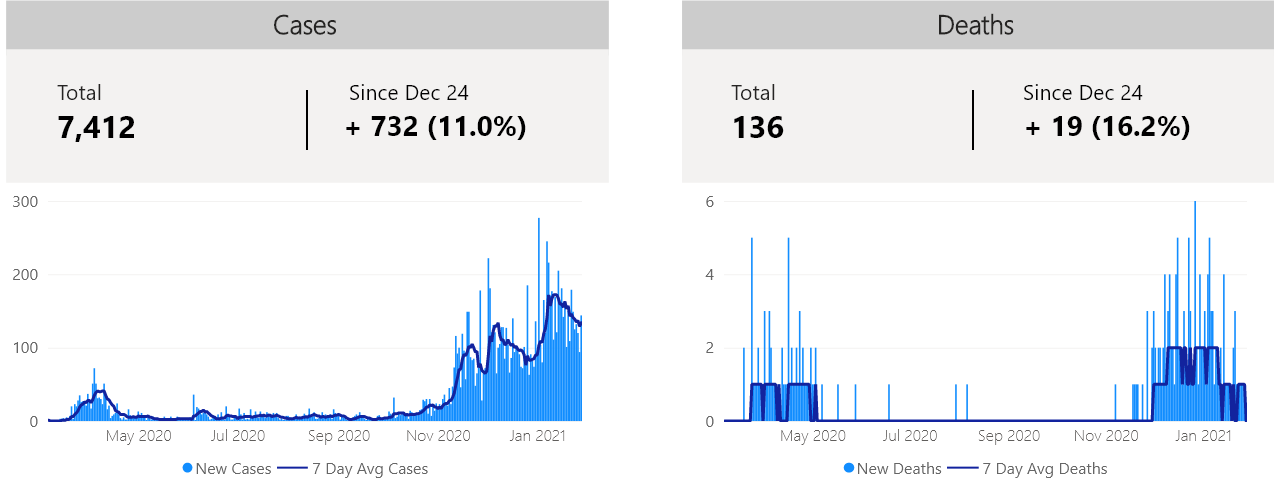 Cases
Total
7,412
Since Dec 24
+ 732 (11.0%)
300
200
100
0
May 2020 Jul 2020 Sep 2020 Nov 2020 Jan 2021
New Cases 7 Day Avg Cases
Deaths
Total
136
Since Dec 24
+ 19 (16.2%)
6
4
2
0
May 2020 Jul 2020 Sep 2020 Nov 2020 Jan 2021
New Deaths 7 Day Avg Deaths